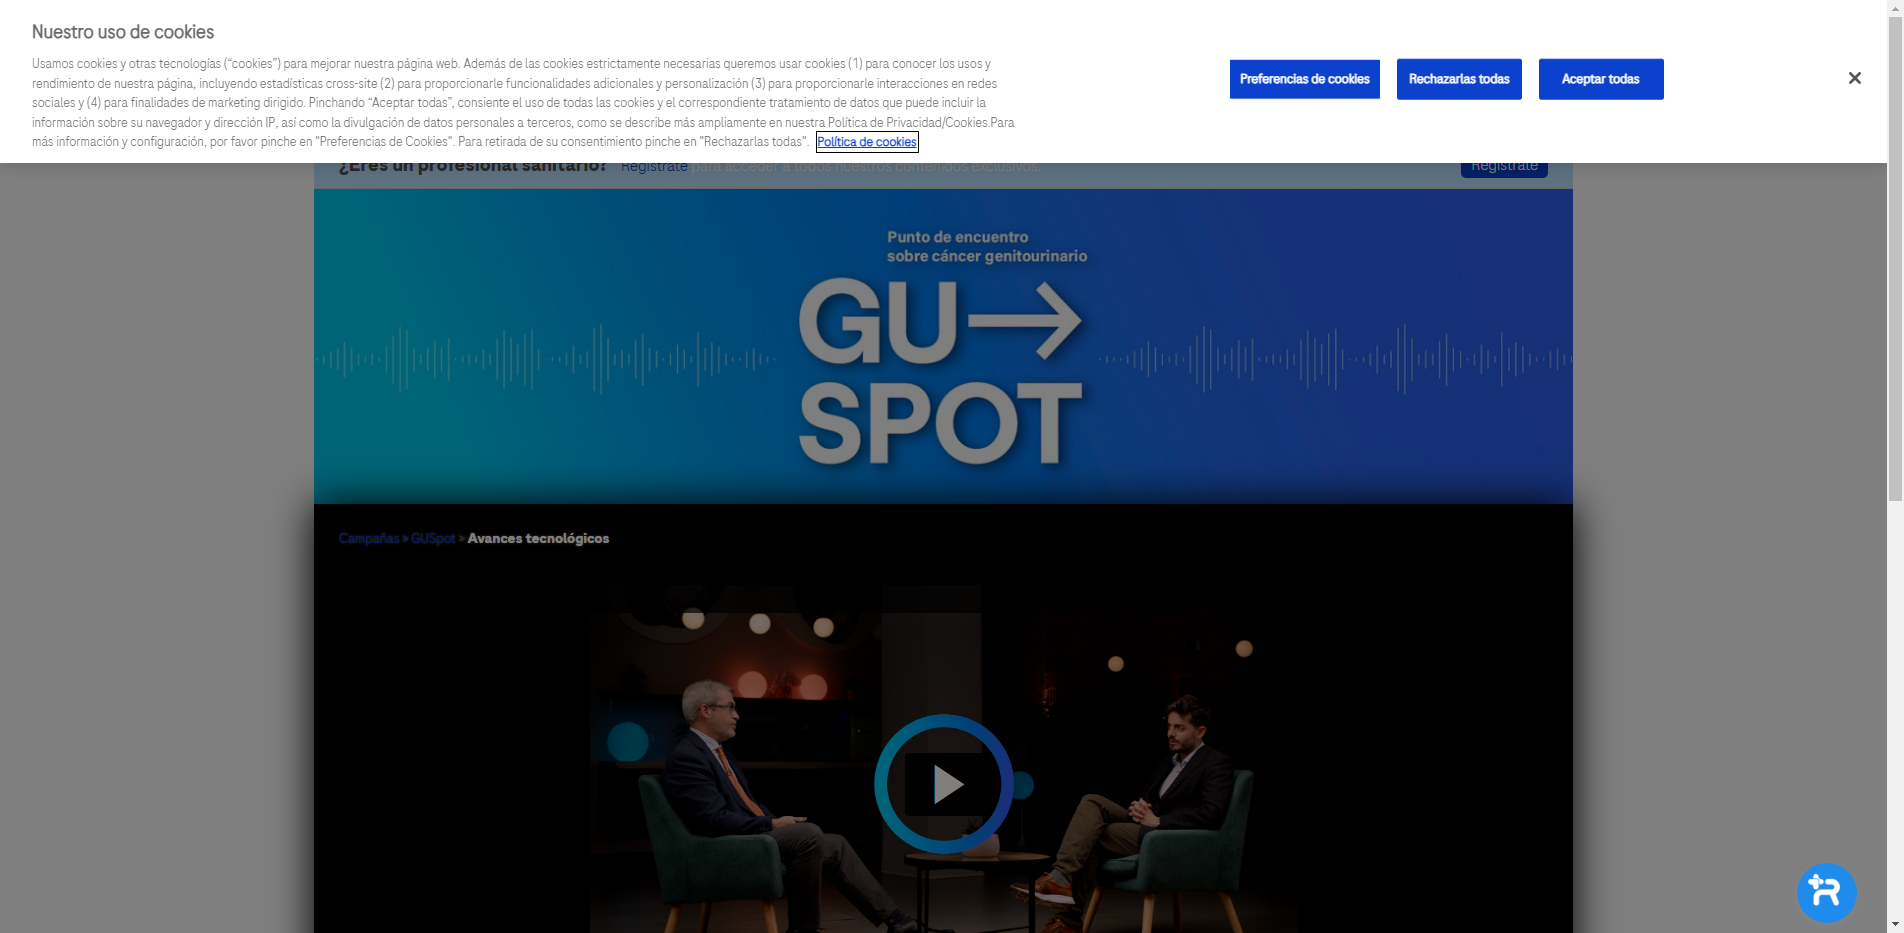 Nuestro uso de cookies
Usamos cookies y otras tecnologías (“cookies”) para mejorar nuestra página web. Además de las cookies estrictamente necesarias queremos usar cookies (1) para conocer los usos y
rendimiento de nuestra página, incluyendo estadísticas cross-site (2) para proporcionarle funcionalidades adicionales y personalización (3) para proporcionarle interacciones en redes
sociales y (4) para finalidades de marketing dirigido. Pinchando “Aceptar todas”, consiente el uso de todas las cookies y el correspondiente tratamiento de datos que puede incluir la
información sobre su navegador y dirección IP, así como la divulgación de datos personales a terceros, como se describe más ampliamente en nuestra Política de Privacidad/Cookies.Para
más información y configuración, por favor pinche en "Preferencias de Cookies". Para retirada de su consentimiento pinche en "Rechazarlas todas". Política de cookies
Preferencias de cookies
Rechazarlas todas
Aceptar todas
¿Eres un profesional sanitario? Regístrate para acceder a todos nuestros contenidos exclusivos.
Regístrate
Punto de encuentro
sobre cáncer genitourinario
GU
SPOT
Campañas » GUSpot » Avances tecnológicos